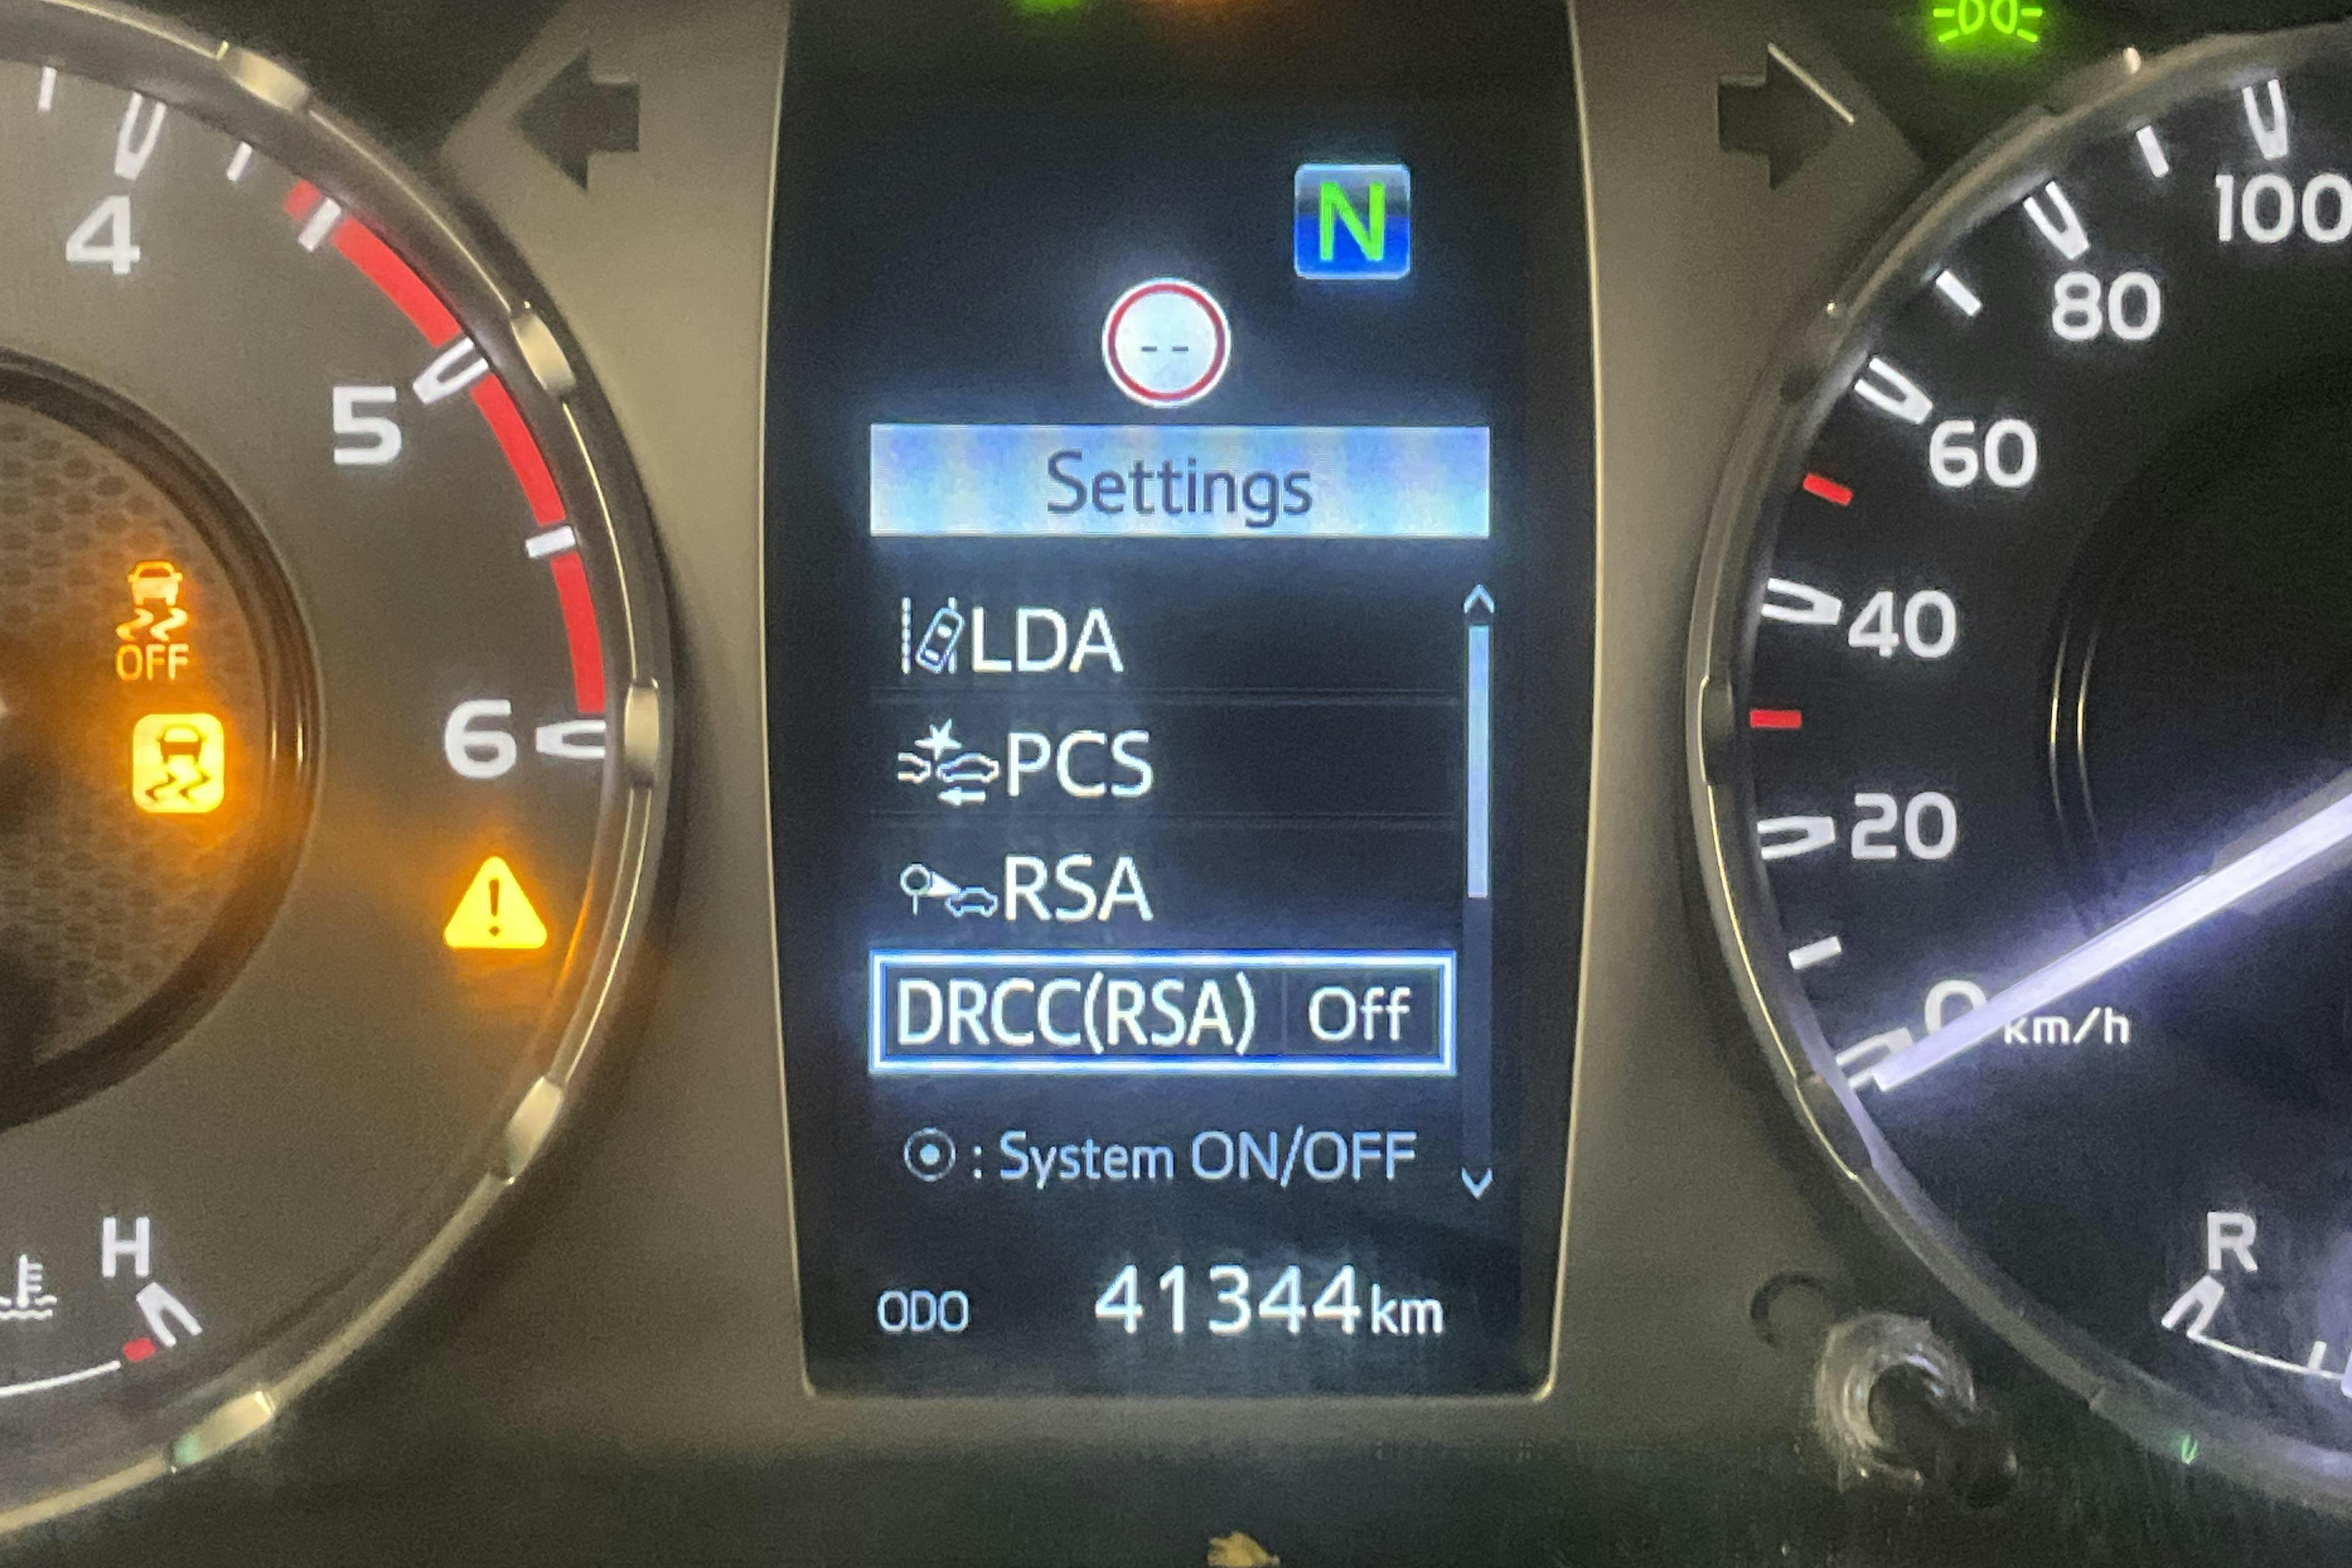 N
--
Settings
LDA
PCS
RSA
DRCC(RSA) Off
: System ON/OFF
ODO 41344km
4
5
6
OFF
H
100
80
60
40
20
0
km/h
R